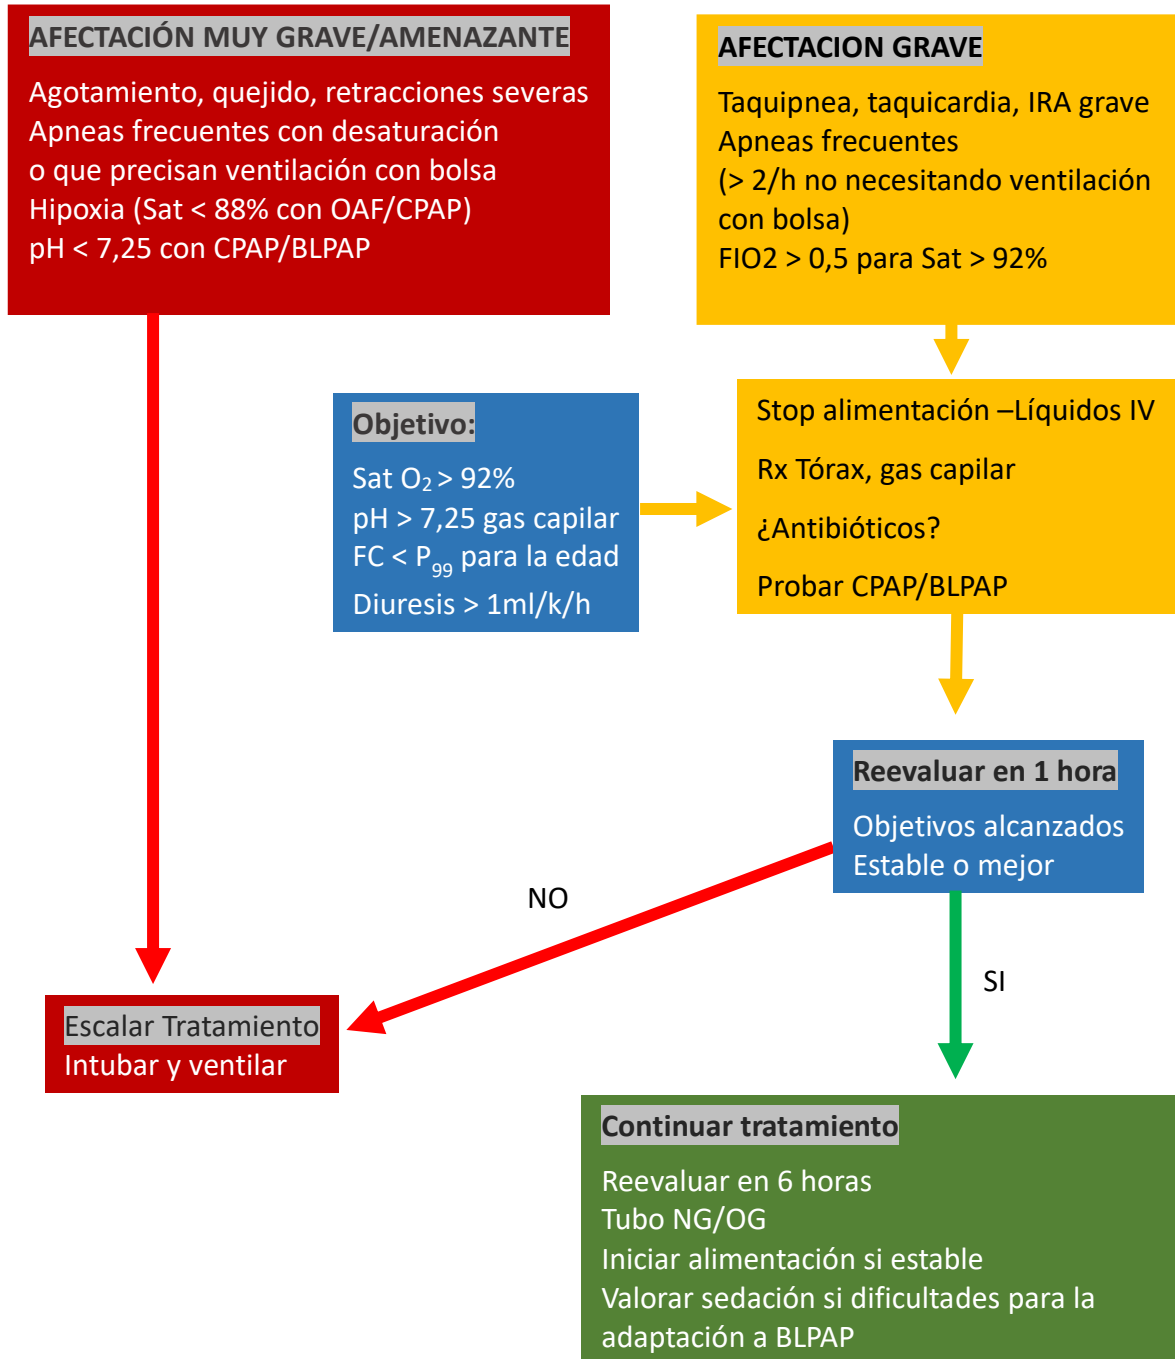 AFECTACIÓN MUY GRAVE/AMENAZANTE
Agotamiento, quejido, retracciones severas
Apneas frecuentes con desaturación
o que precisan ventilación con bolsa
Hipoxia (Sat < 88% con OAF/CPAP)
pH < 7,25 con CPAP/BLPAP
AFECTACION GRAVE
Taquipnea, taquicardia, IRA grave
Apneas frecuentes
(> 2/h no necesitando ventilación
con bolsa)
FIO2 > 0,5 para Sat > 92%
Objetivo:
Sat O₂ > 92%
pH > 7,25 gas capilar
FC < P₉₉ para la edad
Diuresis > 1ml/k/h
Stop alimentación –Líquidos IV
Rx Tórax, gas capilar
¿Antibióticos?
Probar CPAP/BLPAP
Reevaluar en 1 hora
Objetivos alcanzados
Estable o mejor
NO
SI
Escalar Tratamiento
Intubar y ventilar
Continuar tratamiento
Reevaluar en 6 horas
Tubo NG/OG
Iniciar alimentación si estable
Valorar sedación si dificultades para la
adaptación a BLPAP